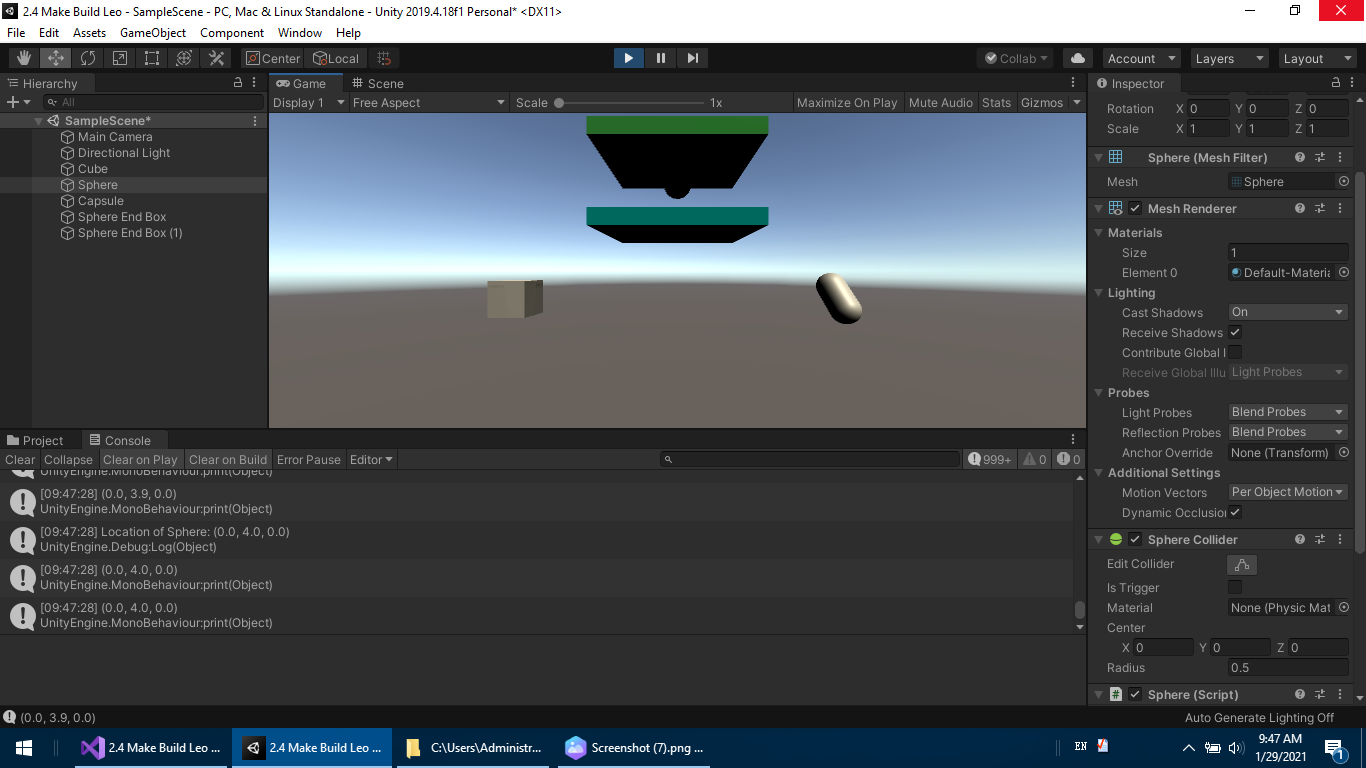 2.4 Make Build Leo - SampleScene - PC, Mac & Linux Standalone - Unity 2019.4.18f1 Personal* <DX11>
File Edit Assets GameObject Component Window Help
Center Local Collab Account Layers Layout
Hierarchy
All
SampleScene*
Main Camera
Directional Light
Cube
Sphere
Capsule
Sphere End Box
Sphere End Box (1)
Game Scene
Display 1 Free Aspect Scale 1x Maximize On Play Mute Audio Stats Gizmos
Inspector
Rotation X 0 Y 0 Z 0
Scale X 1 Y 1 Z 1
Sphere (Mesh Filter)
Mesh Sphere
Mesh Renderer
Materials
Size 1
Element 0 Default-Materia
Lighting
Cast Shadows On
Receive Shadows
Contribute Global I
Receive Global Illu Light Probes
Probes
Light Probes Blend Probes
Reflection Probes Blend Probes
Anchor Override None (Transform)
Additional Settings
Motion Vectors Per Object Motion
Dynamic Occlusion
Sphere Collider
Edit Collider
Is Trigger
Material None (Physic Mat
Center
X 0 Y 0 Z 0
Radius 0.5
Sphere (Script)
Project Console
Clear Collapse Clear on Play Clear on Build Error Pause Editor 999+ 0 0
UnityEngine.MonoBehaviour:print(Object)
[09:47:28] (0.0, 3.9, 0.0)
UnityEngine.MonoBehaviour:print(Object)
[09:47:28] Location of Sphere: (0.0, 4.0, 0.0)
UnityEngine.Debug:Log(Object)
[09:47:28] (0.0, 4.0, 0.0)
UnityEngine.MonoBehaviour:print(Object)
[09:47:28] (0.0, 4.0, 0.0)
UnityEngine.MonoBehaviour:print(Object)
(0.0, 3.9, 0.0)
Auto Generate Lighting Off
2.4 Make Build Leo ... 2.4 Make Build Leo ... C:\Users\Administr... Screenshot (7).png ... EN
9:47 AM
1/29/2021
1